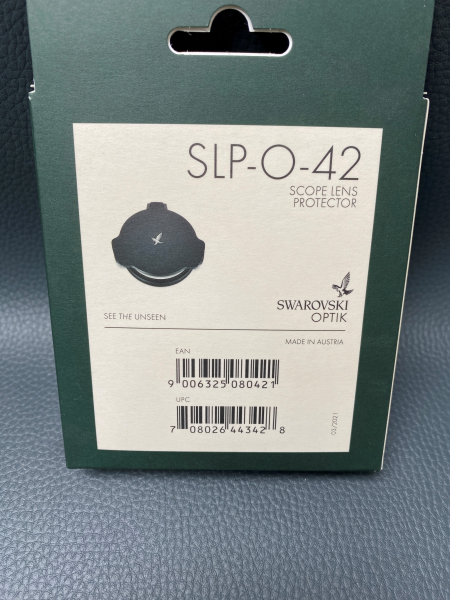 SLP-O-42
SCOPE LENS
PROTECTOR
SWAROVSKI
OPTIK
SEE THE UNSEEN
MADE IN AUSTRIA
EAN
9 006325 080421
UPC
7 08026 44342 8
03/2021